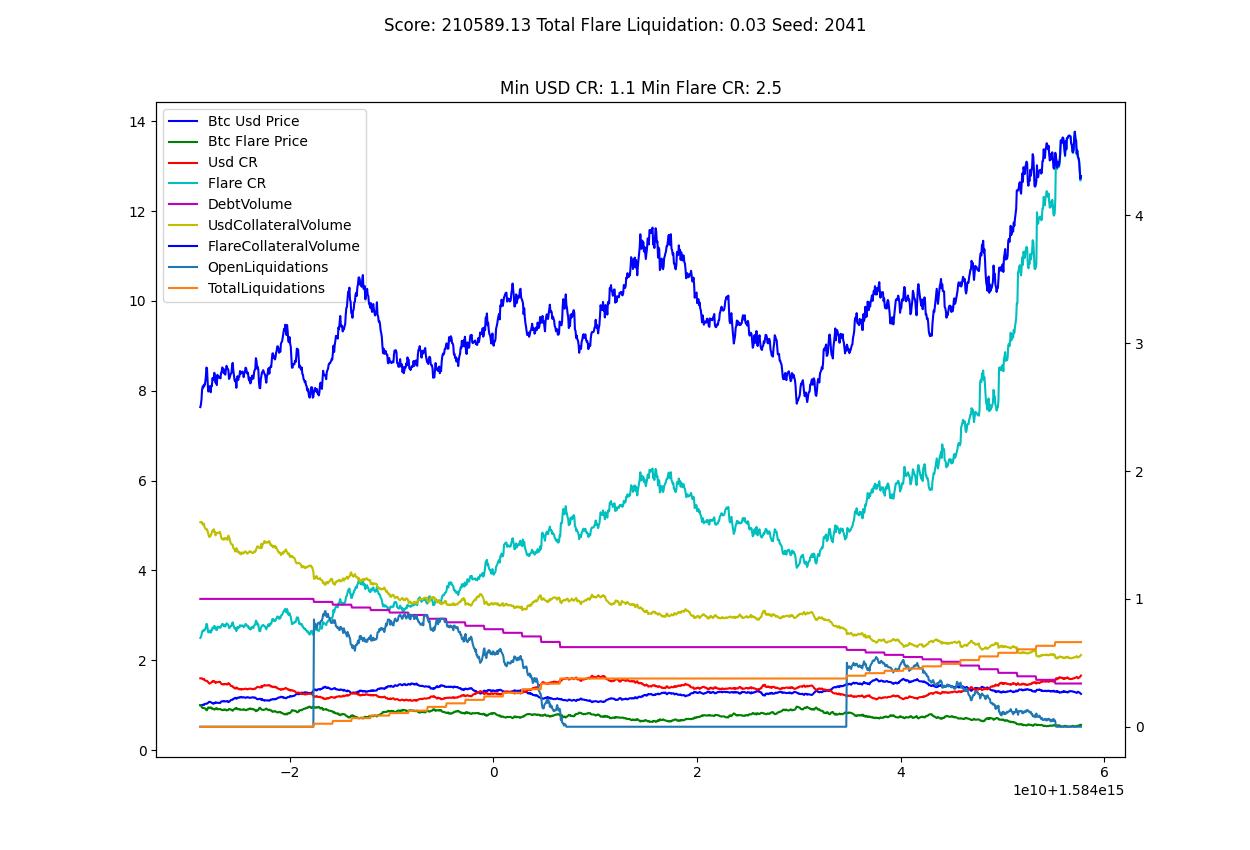 Score: 210589.13 Total Flare Liquidation: 0.03 Seed: 2041
Min USD CR: 1.1 Min Flare CR: 2.5
Btc Usd Price
Btc Flare Price
Usd CR
Flare CR
DebtVolume
UsdCollateralVolume
FlareCollateralVolume
OpenLiquidations
TotalLiquidations
14
12
10
8
6
4
2
0
4
3
2
1
0
−2
0
2
4
6
1e10+1.584e15